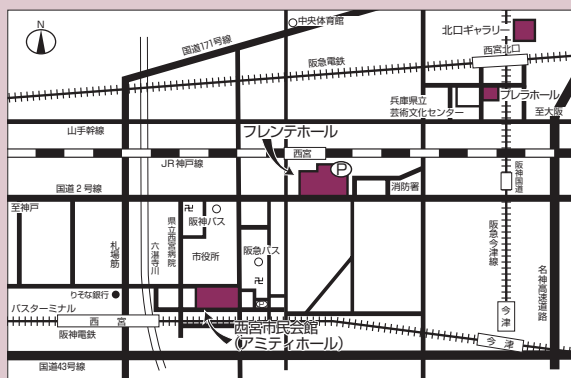 N
中央体育館
北口ギャラリー
国道171号線
西宮北口
阪急電鉄
プレラホール
兵庫県立
芸術文化センター
至大阪
山手幹線
フレンテホール
西宮
P
JR神戸線
消防署
阪神国道
国道2号線
至神戸
卍
阪神バス
県立西宮病院
市役所
阪急バス
卍
札場筋
六湛寺川
阪急今津線
名神高速道路
りそな銀行
P
バスターミナル
西宮
今津
阪神電鉄
西宮市民会館
(アミティホール)
今津
国道43号線